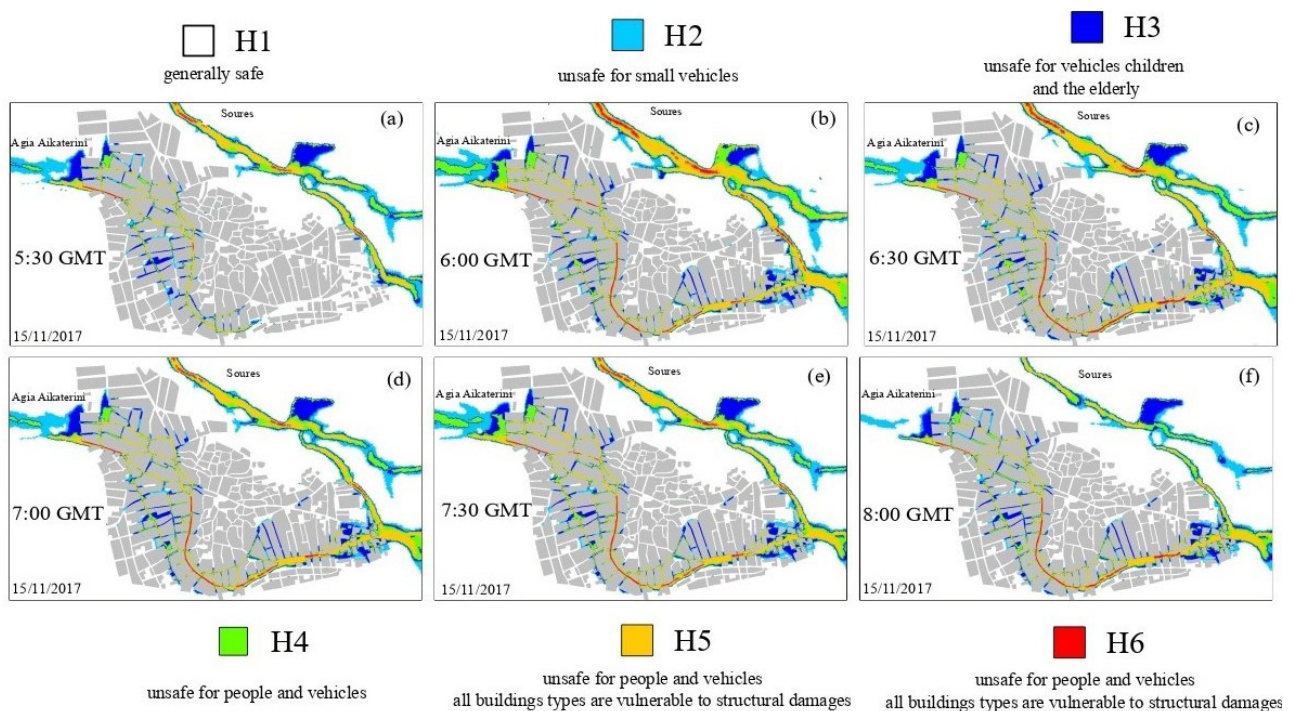 H1
generally safe
H2
unsafe for small vehicles
H3
unsafe for vehicles children
and the elderly
Soures
(a)
Agia Aikaterini
5:30 GMT
15/11/2017
Soures
(b)
Agia Aikaterini
6:00 GMT
15/11/2017
Soures
(c)
Agia Aikaterini
6:30 GMT
15/11/2017
Soures
(d)
Agia Aikaterini
7:00 GMT
15/11/2017
Soures
(e)
Agia Aikaterini
7:30 GMT
15/11/2017
Soures
(f)
Agia Aikaterini
8:00 GMT
15/11/2017
H4
unsafe for people and vehicles
H5
unsafe for people and vehicles
all buildings types are vulnerable to structural damages
H6
unsafe for people and vehicles
all buildings types are vulnerable to structural damages